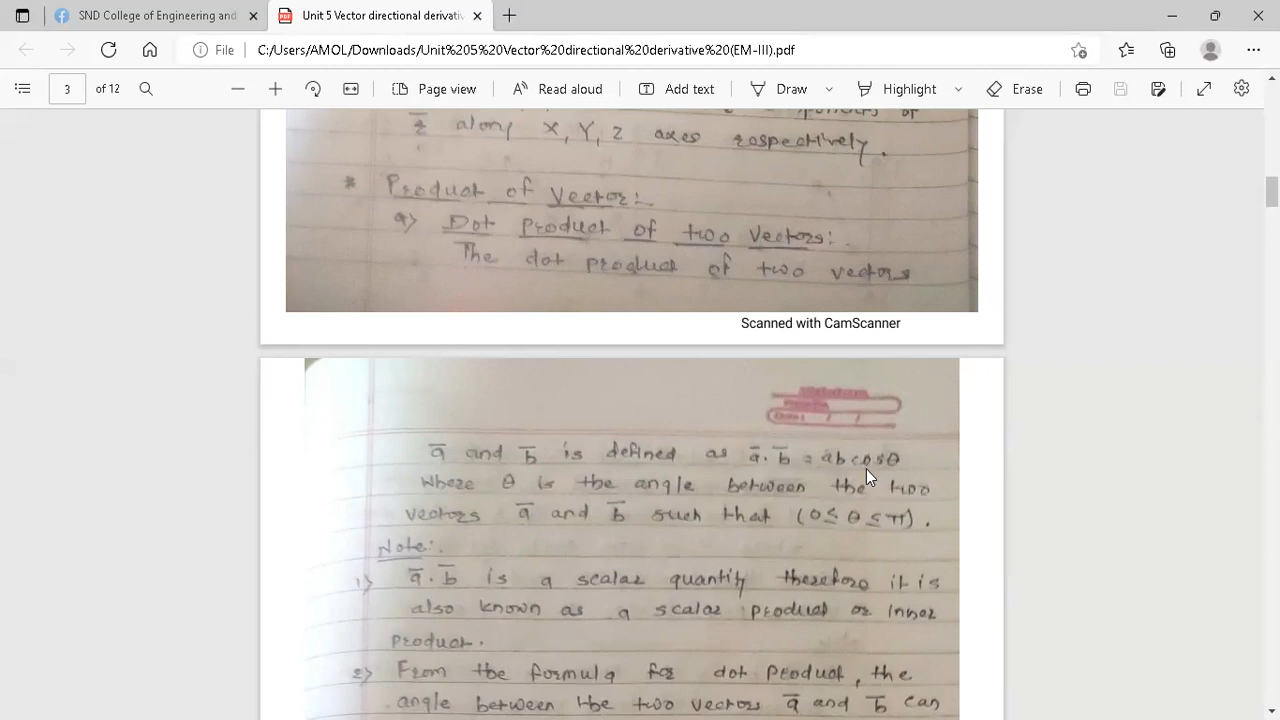 SND College of Engineering and
Unit 5 Vector directional derivativ
File
C:/Users/AMOL/Downloads/Unit%205%20Vector%20directional%20derivative%20(EM-III).pdf
3 of 12
Page view
Read aloud
Add text
Draw
Highlight
Erase
z̅ along X, Y, Z axes respectively.
* Product of Vector:
a) Dot Product of two Vectors:
The dot product of two vectors
Scanned with CamScanner
a̅ and b̅ is defined as a̅.b̅ = ab cosθ
Where θ is the angle between the two
vectors a̅ and b̅ such that (0≤ θ ≤π).
Note:
1) a̅.b̅ is a scalar quantity therefore it is
also known as a scalar product or inner
product.
2) From the formula for dot product, the
angle between the two vectors a̅ and b̅ can